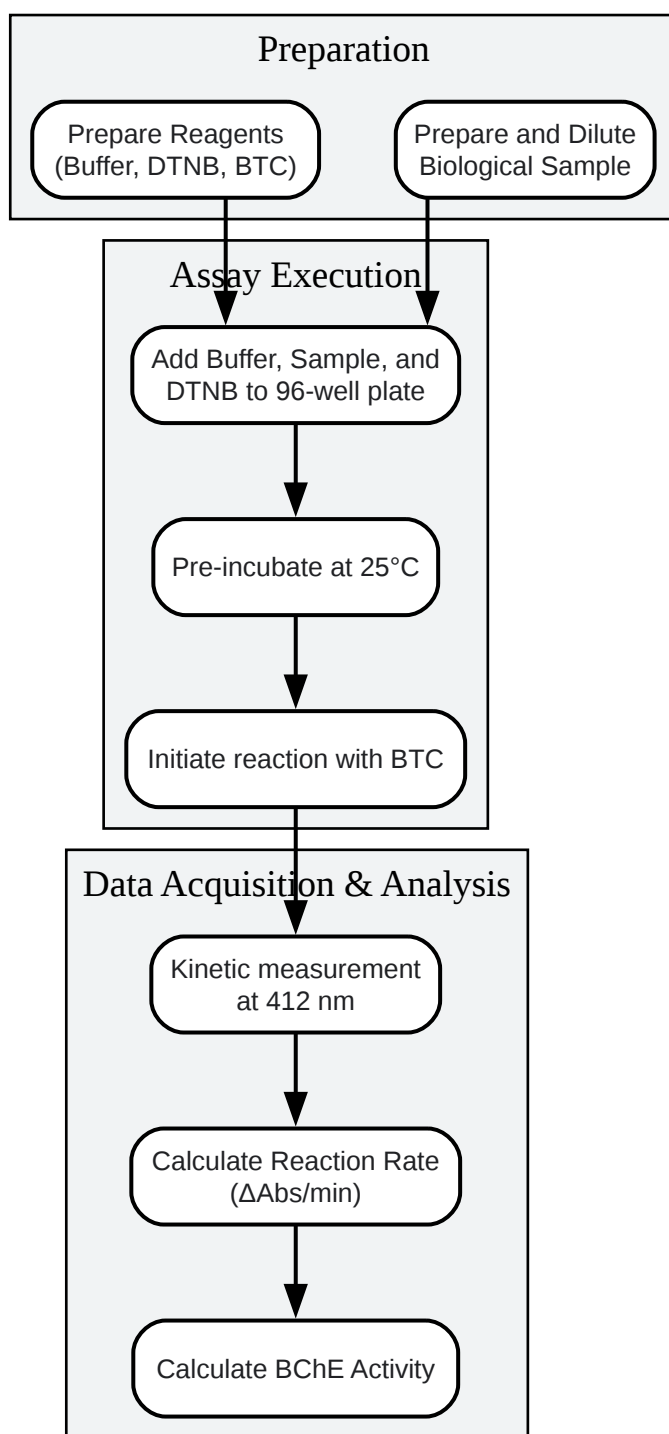 Preparation
Prepare Reagents
(Buffer, DTNB, BTC)
Prepare and Dilute
Biological Sample
Assay Execution
Add Buffer, Sample, and
DTNB to 96-well plate
Pre-incubate at 25°C
Initiate reaction with BTC
Data Acquisition & Analysis
Kinetic measurement
at 412 nm
Calculate Reaction Rate
(ΔAbs/min)
Calculate BChE Activity